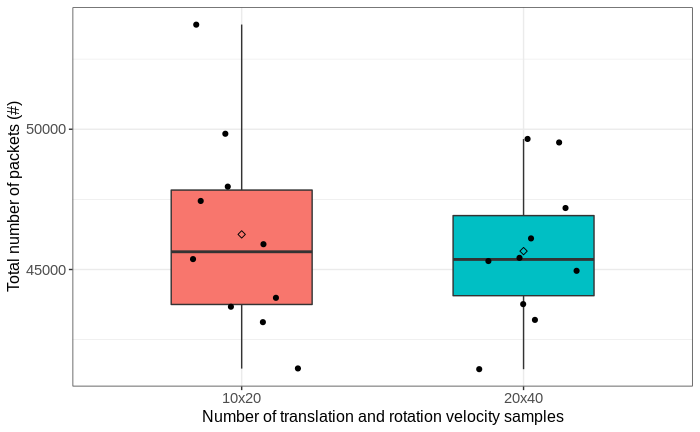 Total number of packets (#)
50000
45000
10x20
20x40
Number of translation and rotation velocity samples